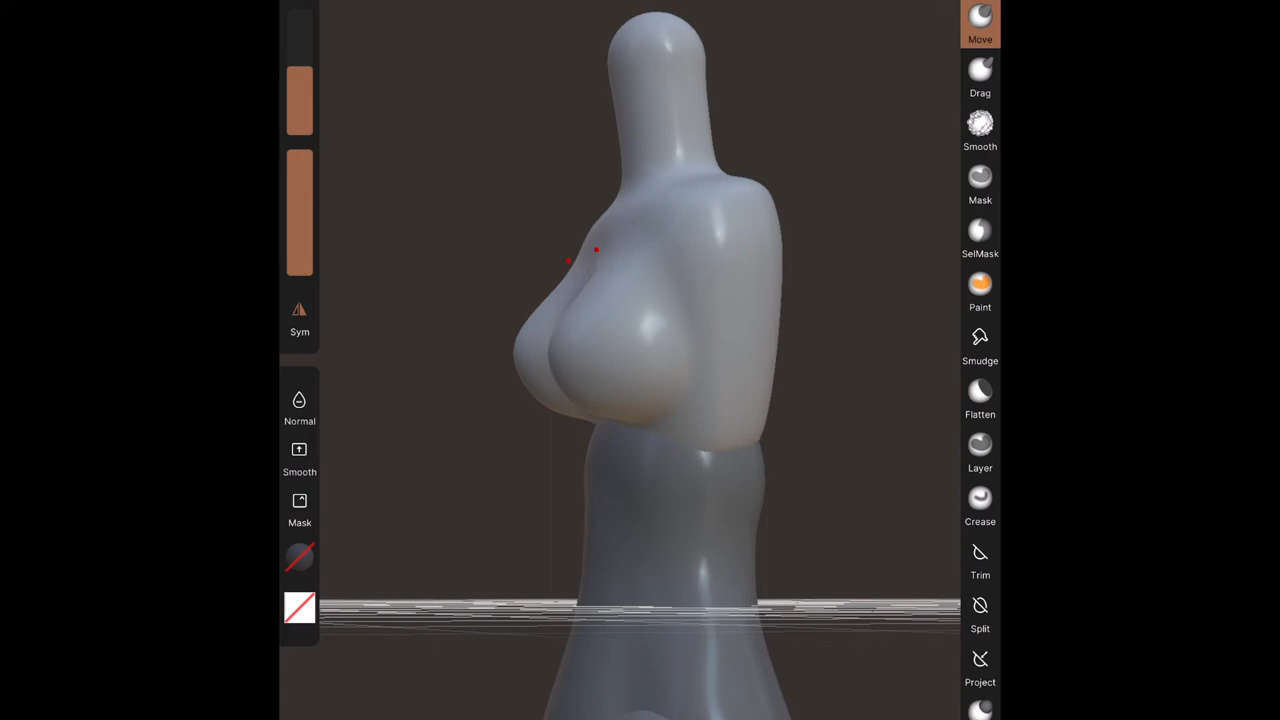 Sym
Normal
Smooth
Mask
Move
Drag
Smooth
Mask
SelMask
Paint
Smudge
Flatten
Layer
Crease
Trim
Split
Project